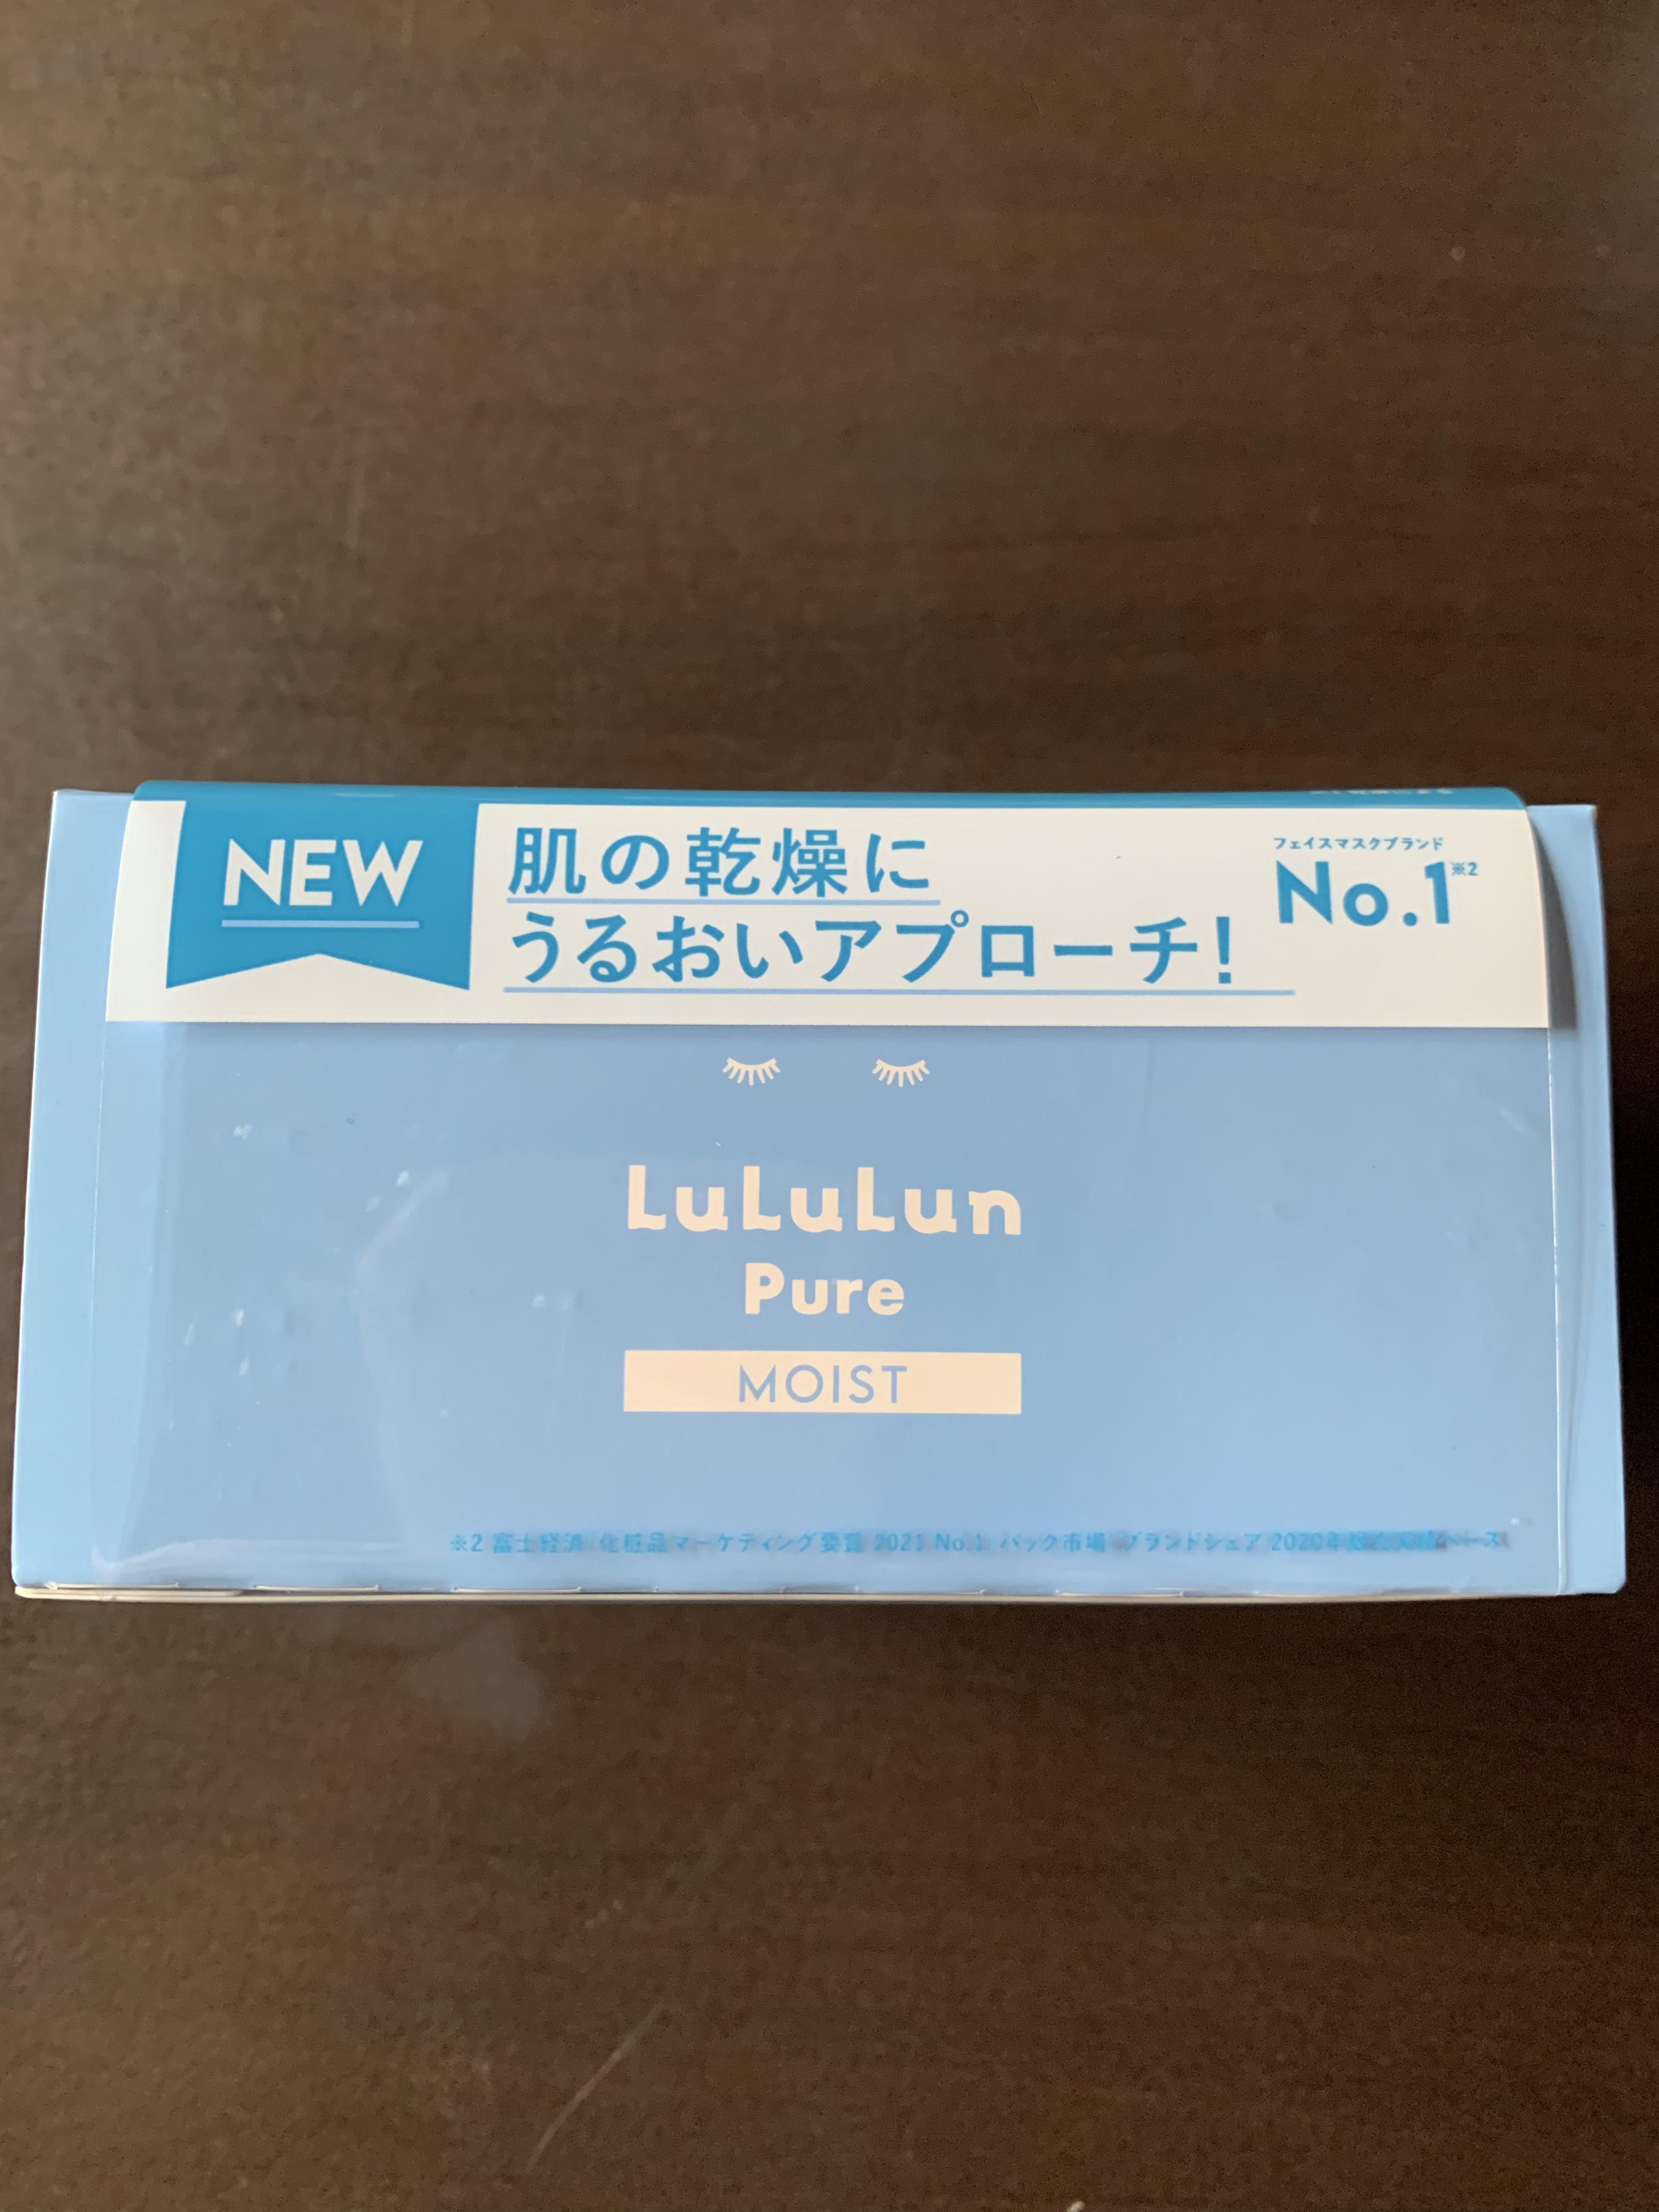 NEW
肌の乾燥に
うるおいアプローチ!
フェイスマスクブランド
No.1※2
LuLuLun
Pure
MOIST
※2 富士経済 化粧品マーケティング要覧 2021 No.1 パック市場 ブランドシェア 2020年 ベース